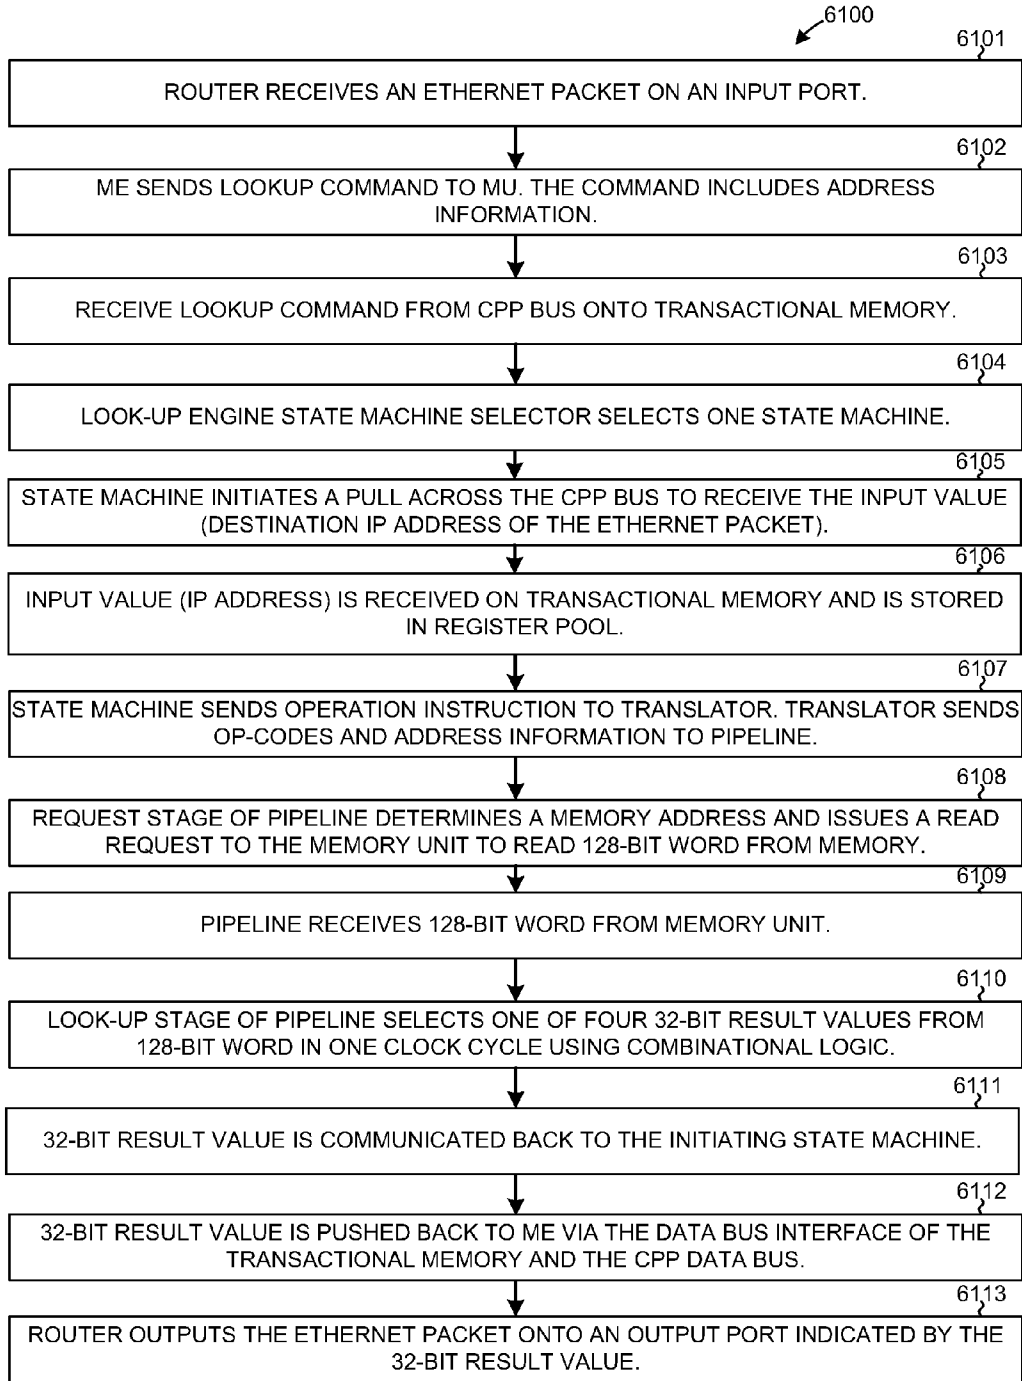 6100
6101
ROUTER RECEIVES AN ETHERNET PACKET ON AN INPUT PORT.
6102
ME SENDS LOOKUP COMMAND TO MU. THE COMMAND INCLUDES ADDRESS
INFORMATION.
6103
RECEIVE LOOKUP COMMAND FROM CPP BUS ONTO TRANSACTIONAL MEMORY.
6104
LOOK-UP ENGINE STATE MACHINE SELECTOR SELECTS ONE STATE MACHINE.
6105
STATE MACHINE INITIATES A PULL ACROSS THE CPP BUS TO RECEIVE THE INPUT VALUE
(DESTINATION IP ADDRESS OF THE ETHERNET PACKET).
6106
INPUT VALUE (IP ADDRESS) IS RECEIVED ON TRANSACTIONAL MEMORY AND IS STORED
IN REGISTER POOL.
6107
STATE MACHINE SENDS OPERATION INSTRUCTION TO TRANSLATOR. TRANSLATOR SENDS
OP-CODES AND ADDRESS INFORMATION TO PIPELINE.
6108
REQUEST STAGE OF PIPELINE DETERMINES A MEMORY ADDRESS AND ISSUES A READ
REQUEST TO THE MEMORY UNIT TO READ 128-BIT WORD FROM MEMORY.
6109
PIPELINE RECEIVES 128-BIT WORD FROM MEMORY UNIT.
6110
LOOK-UP STAGE OF PIPELINE SELECTS ONE OF FOUR 32-BIT RESULT VALUES FROM
128-BIT WORD IN ONE CLOCK CYCLE USING COMBINATIONAL LOGIC.
6111
32-BIT RESULT VALUE IS COMMUNICATED BACK TO THE INITIATING STATE MACHINE.
6112
32-BIT RESULT VALUE IS PUSHED BACK TO ME VIA THE DATA BUS INTERFACE OF THE
TRANSACTIONAL MEMORY AND THE CPP DATA BUS.
6113
ROUTER OUTPUTS THE ETHERNET PACKET ONTO AN OUTPUT PORT INDICATED BY THE
32-BIT RESULT VALUE.